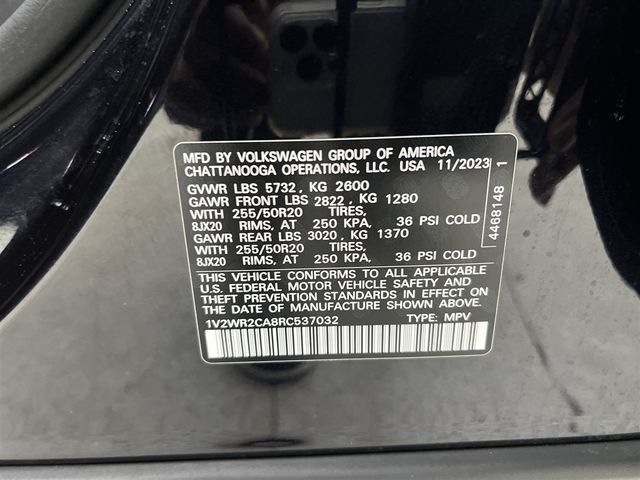 MFD BY VOLKSWAGEN GROUP OF AMERICA
CHATTANOOGA OPERATIONS, LLC. USA 11/2023
GVWR LBS 5732, KG 2600
GAWR FRONT LBS 2822, KG 1280
WITH 255/50R20 TIRES,
8JX20 RIMS, AT 250 KPA, 36 PSI COLD
GAWR REAR LBS 3020, KG 1370
WITH 255/50R20 TIRES,
8JX20 RIMS, AT 250 KPA, 36 PSI COLD
THIS VEHICLE CONFORMS TO ALL APPLICABLE
U.S. FEDERAL MOTOR VEHICLE SAFETY AND
THEFT PREVENTION STANDARDS IN EFFECT ON
THE DATE OF MANUFACTURE SHOWN ABOVE.
1V2WR2CA8RC537032 TYPE: MPV
4468148 1